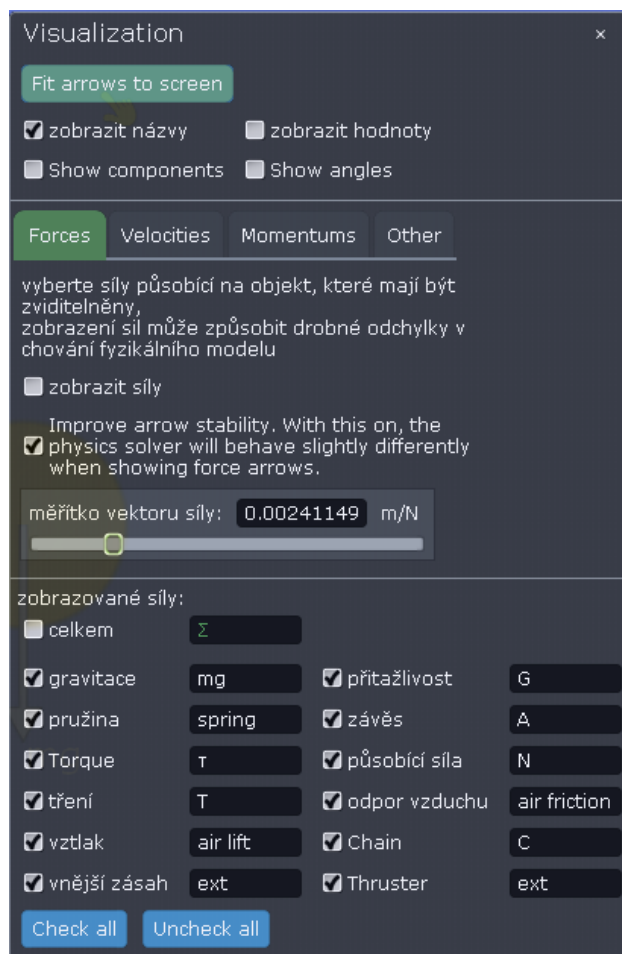 Visualization ×
Fit arrows to screen
zobrazit názvy zobrazit hodnoty
Show components Show angles
Forces Velocities Momentums Other
vyberte síly působící na objekt, které mají být
zviditelněny,
zobrazení sil může způsobit drobné odchylky v
chování fyzikálního modelu
zobrazit síly
Improve arrow stability. With this on, the
physics solver will behave slightly differently
when showing force arrows.
měřítko vektoru síly: 0.00241149 m/N
zobrazované síly:
celkem Σ
gravitace mg přitažlivost G
pružina spring závěs A
Torque τ působící síla N
tření T odpor vzduchu air friction
vztlak air lift Chain C
vnější zásah ext Thruster ext
Check all Uncheck all